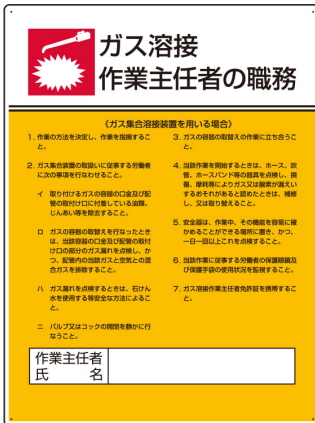 ガス溶接
作業主任者の職務
《ガス集合溶接装置を用いる場合》
1. 作業の方法を決定し、作業を指揮するこ
と。
2. ガス集合装置の取扱いに従事する労働者
に次の事項を行なわせること。
イ 取り付けるガスの容器の口金及び配
管の取付け口に付着している油類、
じんあい等を除去すること。
ロ ガスの容器の取替えを行なったとき
は、当該容器の口金及び配管の取付
け口の部分のガス漏れを点検し、か
つ、配管内の当該ガスと空気との混
合ガスを排除すること。
ハ ガス漏れを点検するときは、石けん
水を使用する等安全な方法によるこ
と。
ニ バルブ又はコックの開閉を静かに行
なうこと。
3. ガスの容器の取替えの作業に立ち合うこ
と。
4. 当該作業を開始するときは、ホース、吹
管、ホースバンド等の器具を点検し、損
傷、摩耗等によりガス又は酸素が漏えい
するおそれがあると認めたときは、補修
し、又は取り替えること。
5. 安全器は、作業中、その機能を容易に確
かめることができる場所に置き、かつ、
一日一回以上これを点検すること。
6. 当該作業に従事する労働者の保護眼鏡及
び保護手袋の使用状況を監視すること。
7. ガス溶接作業主任者免許証を携帯するこ
と。
作業主任者
氏 名